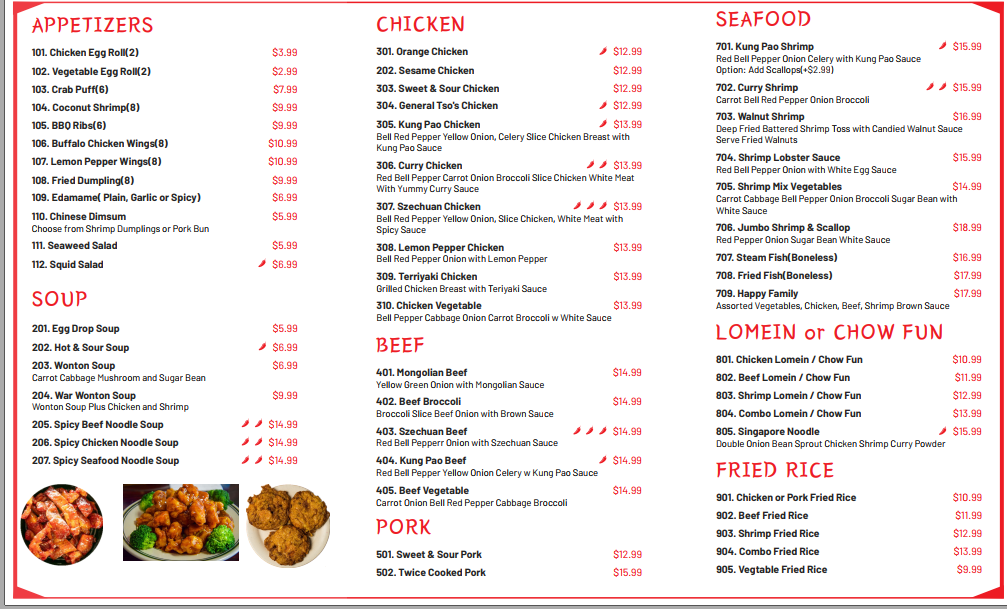 APPETIZERS
101. Chicken Egg Roll(2) $3.99
102. Vegetable Egg Roll(2) $2.99
103. Crab Puff(6) $7.99
104. Coconut Shrimp(8) $9.99
105. BBQ Ribs(6) $9.99
106. Buffalo Chicken Wings(8) $10.99
107. Lemon Pepper Wings(8) $10.99
108. Fried Dumpling(8) $9.99
109. Edamame( Plain, Garlic or Spicy) $6.99
110. Chinese Dimsum $5.99
Choose from Shrimp Dumplings or Pork Bun
111. Seaweed Salad $5.99
112. Squid Salad $6.99
SOUP
201. Egg Drop Soup $5.99
202. Hot & Sour Soup $6.99
203. Wonton Soup $6.99
Carrot Cabbage Mushroom and Sugar Bean
204. War Wonton Soup $9.99
Wonton Soup Plus Chicken and Shrimp
205. Spicy Beef Noodle Soup $14.99
206. Spicy Chicken Noodle Soup $14.99
207. Spicy Seafood Noodle Soup $14.99
CHICKEN
301. Orange Chicken $12.99
202. Sesame Chicken $12.99
303. Sweet & Sour Chicken $12.99
304. General Tso's Chicken $12.99
305. Kung Pao Chicken $13.99
Bell Red Pepper Yellow Onion, Celery Slice Chicken Breast with
Kung Pao Sauce
306. Curry Chicken $13.99
Red Bell Pepper Carrot Onion Broccoli Slice Chicken White Meat
With Yummy Curry Sauce
307. Szechuan Chicken $13.99
Bell Red Pepper Yellow Onion, Slice Chicken, White Meat with
Spicy Sauce
308. Lemon Pepper Chicken $13.99
Bell Red Pepper Onion with Lemon Pepper
309. Terriyaki Chicken $13.99
Grilled Chicken Breast with Teriyaki Sauce
310. Chicken Vegetable $13.99
Bell Pepper Cabbage Onion Carrot Broccoli w White Sauce
BEEF
401. Mongolian Beef $14.99
Yellow Green Onion with Mongolian Sauce
402. Beef Broccoli $14.99
Broccoli Slice Beef Onion with Brown Sauce
403. Szechuan Beef $14.99
Red Bell Pepperr Onion with Szechuan Sauce
404. Kung Pao Beef $14.99
Red Bell Pepper Yellow Onion Celery w Kung Pao Sauce
405. Beef Vegetable $14.99
Carrot Onion Bell Red Pepper Cabbage Broccoli
PORK
501. Sweet & Sour Pork $12.99
502. Twice Cooked Pork $15.99
SEAFOOD
701. Kung Pao Shrimp $15.99
Red Bell Pepper Onion Celery with Kung Pao Sauce
Option: Add Scallops(+$2.99)
702. Curry Shrimp $15.99
Carrot Bell Red Pepper Onion Broccoli
703. Walnut Shrimp $16.99
Deep Fried Battered Shrimp Toss with Candied Walnut Sauce
Serve Fried Walnuts
704. Shrimp Lobster Sauce $15.99
Red Bell Pepper Onion with White Egg Sauce
705. Shrimp Mix Vegetables $14.99
Carrot Cabbage Bell Pepper Onion Broccoli Sugar Bean with
White Sauce
706. Jumbo Shrimp & Scallop $18.99
Red Pepper Onion Sugar Bean White Sauce
707. Steam Fish(Boneless) $16.99
708. Fried Fish(Boneless) $17.99
709. Happy Family $17.99
Assorted Vegetables, Chicken, Beef, Shrimp Brown Sauce
LOMEIN or CHOW FUN
801. Chicken Lomein / Chow Fun $10.99
802. Beef Lomein / Chow Fun $11.99
803. Shrimp Lomein / Chow Fun $12.99
804. Combo Lomein / Chow Fun $13.99
805. Singapore Noodle $15.99
Double Onion Bean Sprout Chicken Shrimp Curry Powder
FRIED RICE
901. Chicken or Pork Fried Rice $10.99
902. Beef Fried Rice $11.99
903. Shrimp Fried Rice $12.99
904. Combo Fried Rice $13.99
905. Vegtable Fried Rice $9.99